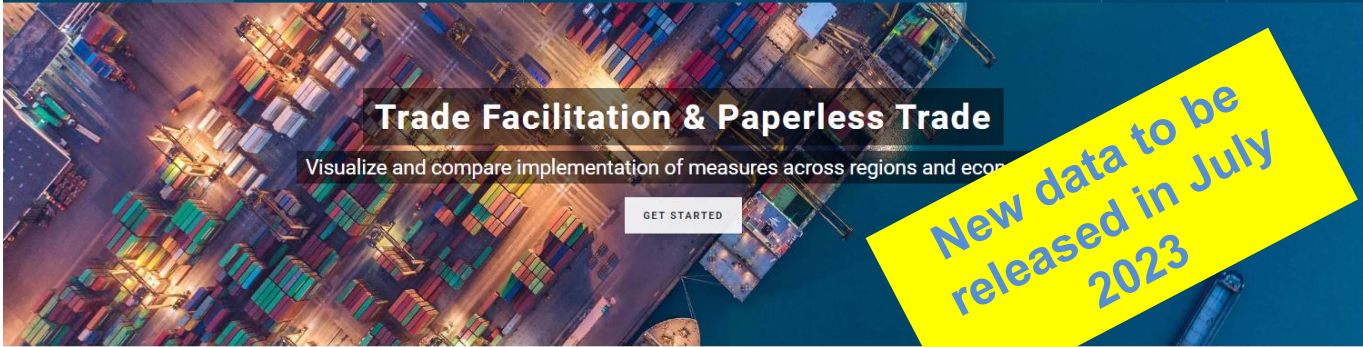 Trade Facilitation & Paperless Trade
Visualize and compare implementation of measures across regions and
GET STARTED
New data to be
released in July
2023